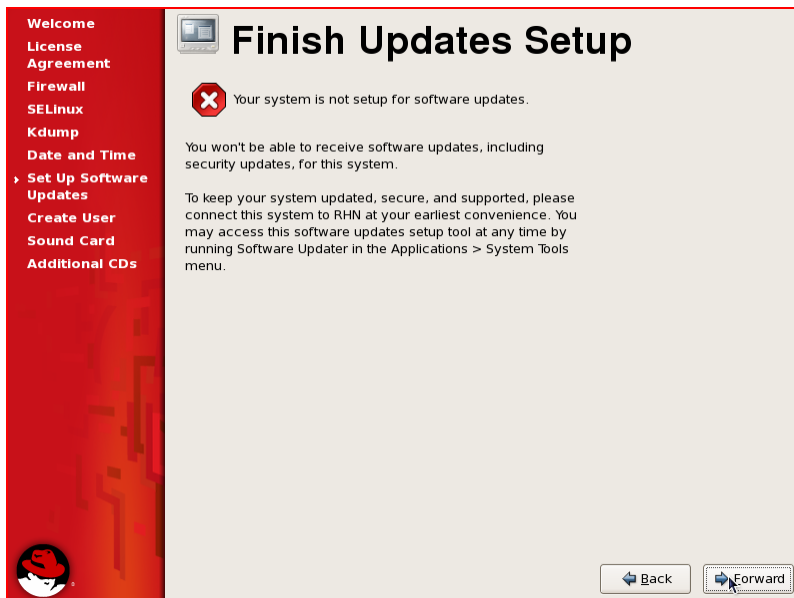 Welcome
License
Agreement
Firewall
SELinux
Kdump
Date and Time
Set Up Software
Updates
Create User
Sound Card
Additional CDs
Finish Updates Setup
Your system is not setup for software updates.
You won't be able to receive software updates, including
security updates, for this system.
To keep your system updated, secure, and supported, please
connect this system to RHN at your earliest convenience. You
may access this software updates setup tool at any time by
running Software Updater in the Applications > System Tools
menu.
Back
Forward